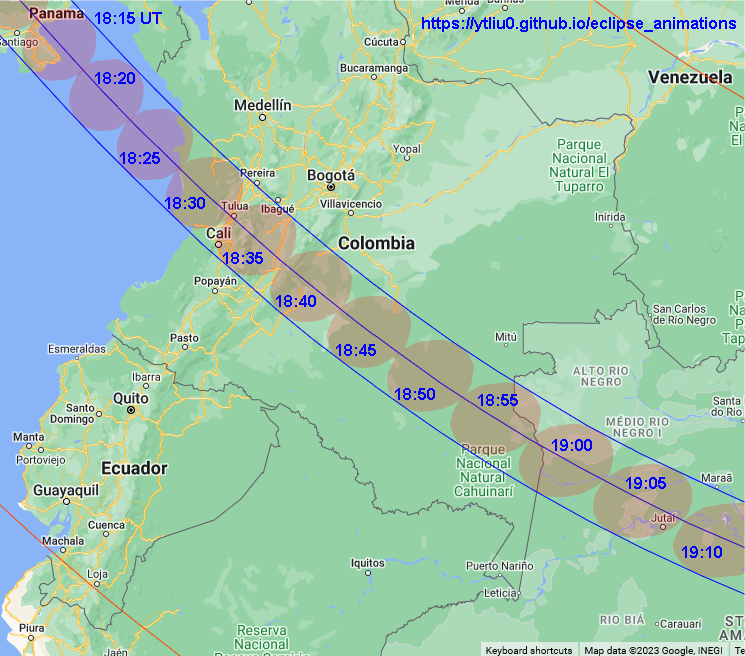 Panama
18:15 UT
https://ytliu0.github.io/eclipse_animations
Santiago
Cúcuta
Bucaramanga
18:20
Venezuela
Medellín
Parque
Nacional
Natural El
Tuparro
Yopal
18:25
Pereira
Bogotá
18:30
Tulua
Ibagué
Villavicencio
Inírida
Cali
Colombia
18:35
Popayán
18:40
San Carlos
de Río Negro
Pasto
Mitú
Esmeraldas
18:45
ALTO RIO
NEGRO
Ibarra
18:50
Quito
18:55
Santo
Domingo
MÉDIO RIO
NEGRO I
Manta
19:00
Portoviejo
Parque
Nacional
Natural
Cahuinarí
Ecuador
Guayaquil
19:05
Maraã
Jutaí
Cuenca
Machala
19:10
Iquitos
Puerto Nariño
Loja
Leticia
Piura
RIO BIÁ
Carauari
Reserva
Nacional
Jaén
Keyboard shortcuts
Map data ©2023 Google, INEGI